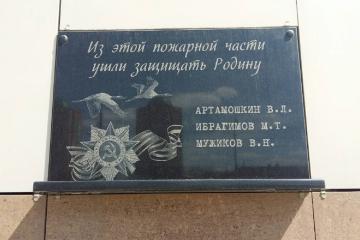 Из этой пожарной части
ушли защищать Родину
АРТАМОШКИН В.Л.
ИБРАГИМОВ М.Т.
МУЖИКОВ В.Н.